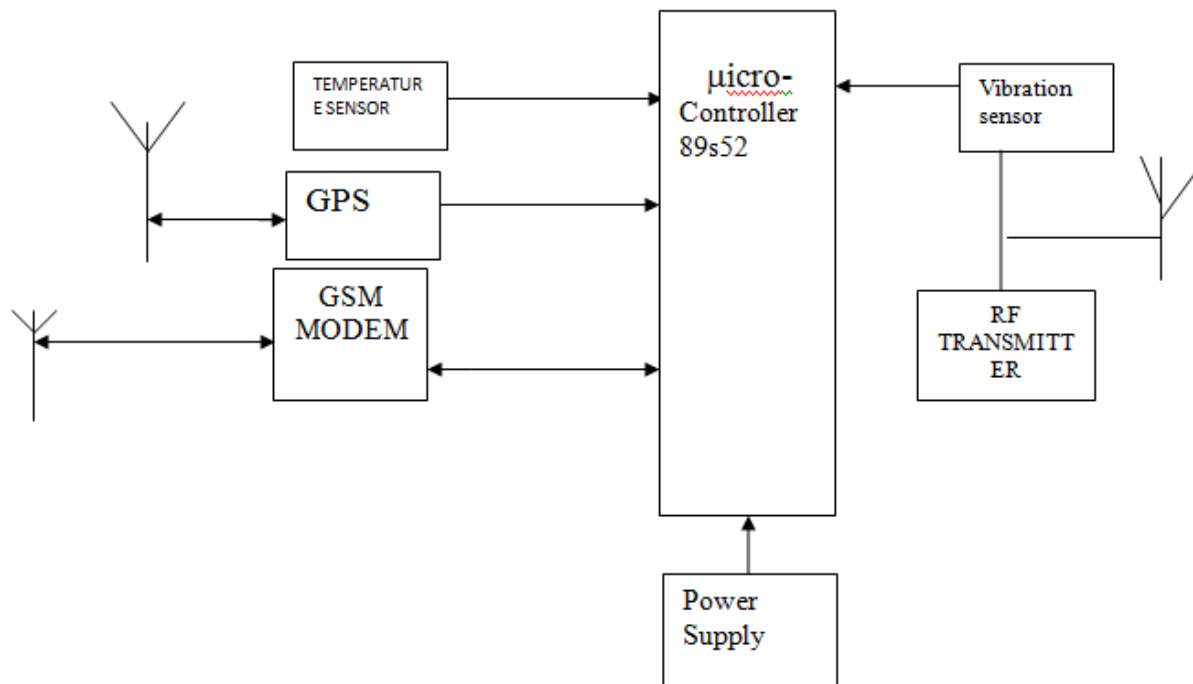 TEMPERATUR
E SENSOR
GPS
GSM
MODEM
µicro-
Controller
89s52
Vibration
sensor
RF
TRANSMITT
ER
Power
Supply